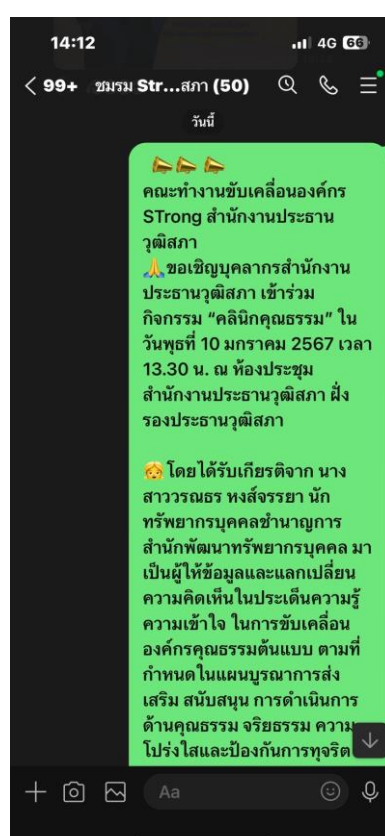 14:12
4G 66
99+ ชมรม Str...สภา (50)
วันนี้
คณะทำงานขับเคลื่อนองค์กร
STrong สำนักงานประธาน
วุฒิสภา
ขอเชิญบุคลากรสำนักงาน
ประธานวุฒิสภา เข้าร่วม
กิจกรรม “คลินิกคุณธรรม” ใน
วันพุธที่ 10 มกราคม 2567 เวลา
13.30 น. ณ ห้องประชุม
สำนักงานประธานวุฒิสภา ฝั่ง
รองประธานวุฒิสภา
โดยได้รับเกียรติจาก นาง
สาววรณธร หงส์จรรยา นัก
ทรัพยากรบุคคลชำนาญการ
สำนักพัฒนาทรัพยากรบุคคล มา
เป็นผู้ให้ข้อมูลและแลกเปลี่ยน
ความคิดเห็นในประเด็นความรู้
ความเข้าใจ ในการขับเคลื่อน
องค์กรคุณธรรมต้นแบบ ตามที่
กำหนดในแผนบูรณาการส่ง
เสริม สนับสนุน การดำเนินการ
ด้านคุณธรรม จริยธรรม ความ
โปร่งใสและป้องกันการทุจริต
Aa